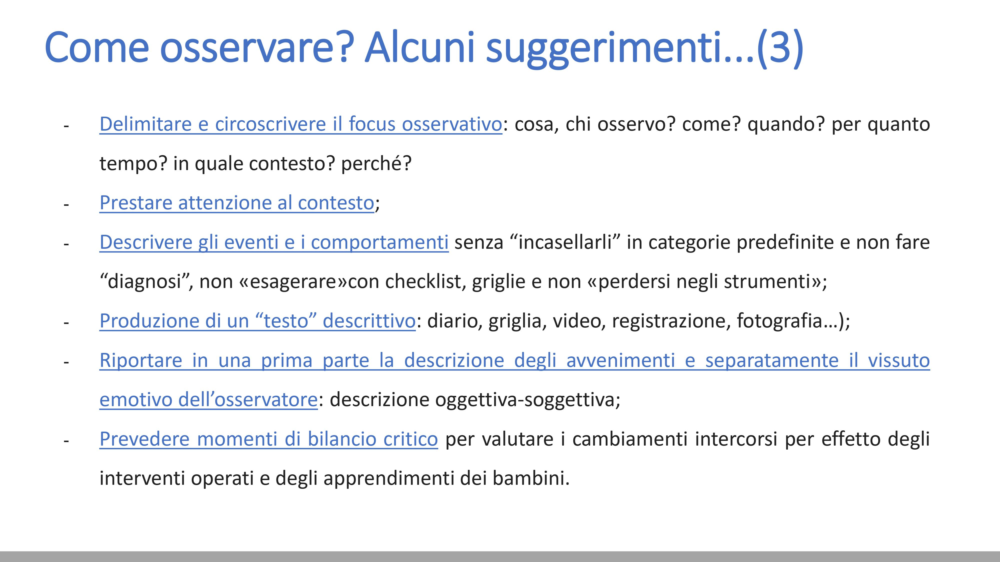 Come osservare? Alcuni suggerimenti...(3)
- Delimitare e circoscrivere il focus osservativo: cosa, chi osservo? come? quando? per quanto
tempo? in quale contesto? perché?
- Prestare attenzione al contesto;
- Descrivere gli eventi e i comportamenti senza “incasellarli” in categorie predefinite e non fare
“diagnosi”, non «esagerare»con checklist, griglie e non «perdersi negli strumenti»;
- Produzione di un “testo” descrittivo: diario, griglia, video, registrazione, fotografia…);
- Riportare in una prima parte la descrizione degli avvenimenti e separatamente il vissuto
emotivo dell’osservatore: descrizione oggettiva-soggettiva;
- Prevedere momenti di bilancio critico per valutare i cambiamenti intercorsi per effetto degli
interventi operati e degli apprendimenti dei bambini.